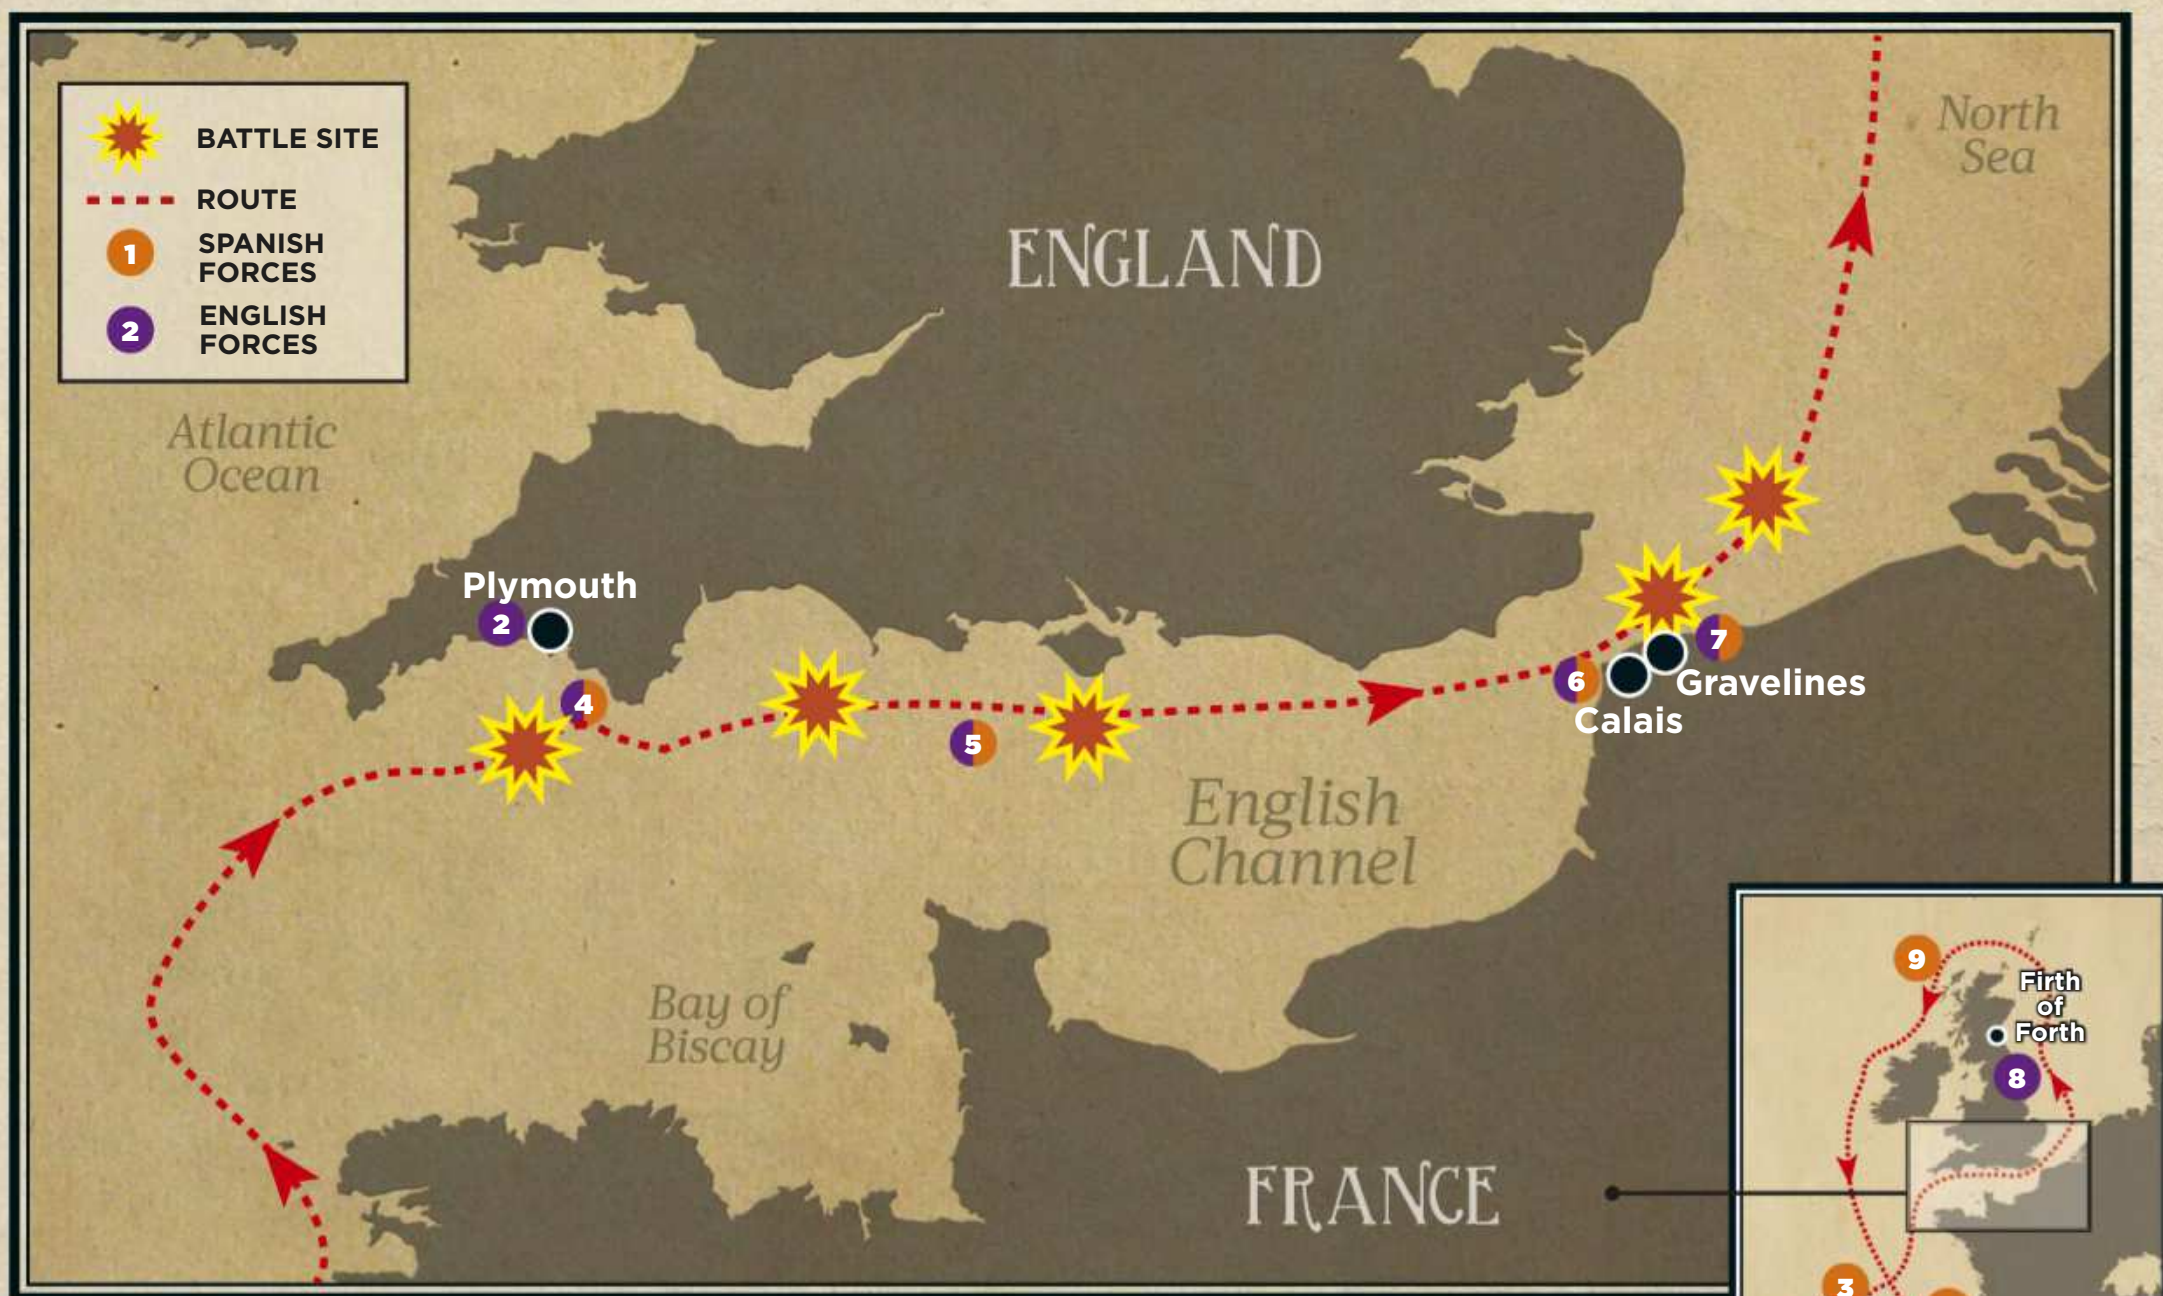 BATTLE SITE
ROUTE
1
SPANISH
FORCES
2
ENGLISH
FORCES
North
Sea
ENGLAND
Atlantic
Ocean
Plymouth
2
4
5
6
7
Gravelines
Calais
English
Channel
Bay of
Biscay
FRANCE
9
Firth
of
Forth
8
3